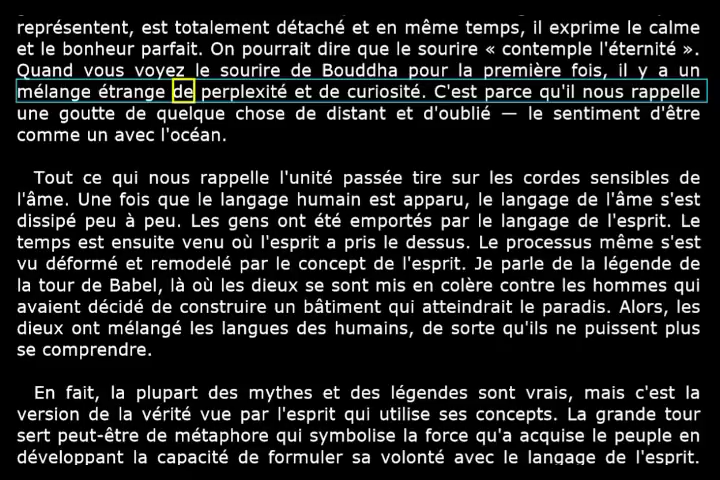 représentent, est totalement détaché et en même temps, il exprime le calme
et le bonheur parfait. On pourrait dire que le sourire « contemple l'éternité ».
Quand vous voyez le sourire de Bouddha pour la première fois, il y a un
mélange étrange de perplexité et de curiosité. C'est parce qu'il nous rappelle
une goutte de quelque chose de distant et d'oublié — le sentiment d'être
comme un avec l'océan.
Tout ce qui nous rappelle l'unité passée tire sur les cordes sensibles de
l'âme. Une fois que le langage humain est apparu, le langage de l'âme s'est
dissipé peu à peu. Les gens ont été emportés par le langage de l'esprit. Le
temps est ensuite venu où l'esprit a pris le dessus. Le processus même s'est
vu déformé et remodelé par le concept de l'esprit. Je parle de la légende de
la tour de Babel, là où les dieux se sont mis en colère contre les hommes qui
avaient décidé de construire un bâtiment qui atteindrait le paradis. Alors, les
dieux ont mélangé les langues des humains, de sorte qu'ils ne puissent plus
se comprendre.
En fait, la plupart des mythes et des légendes sont vrais, mais c'est la
version de la vérité vue par l'esprit qui utilise ses concepts. La grande tour
sert peut-être de métaphore qui symbolise la force qu'a acquise le peuple en
développant la capacité de formuler sa volonté avec le langage de l'esprit.